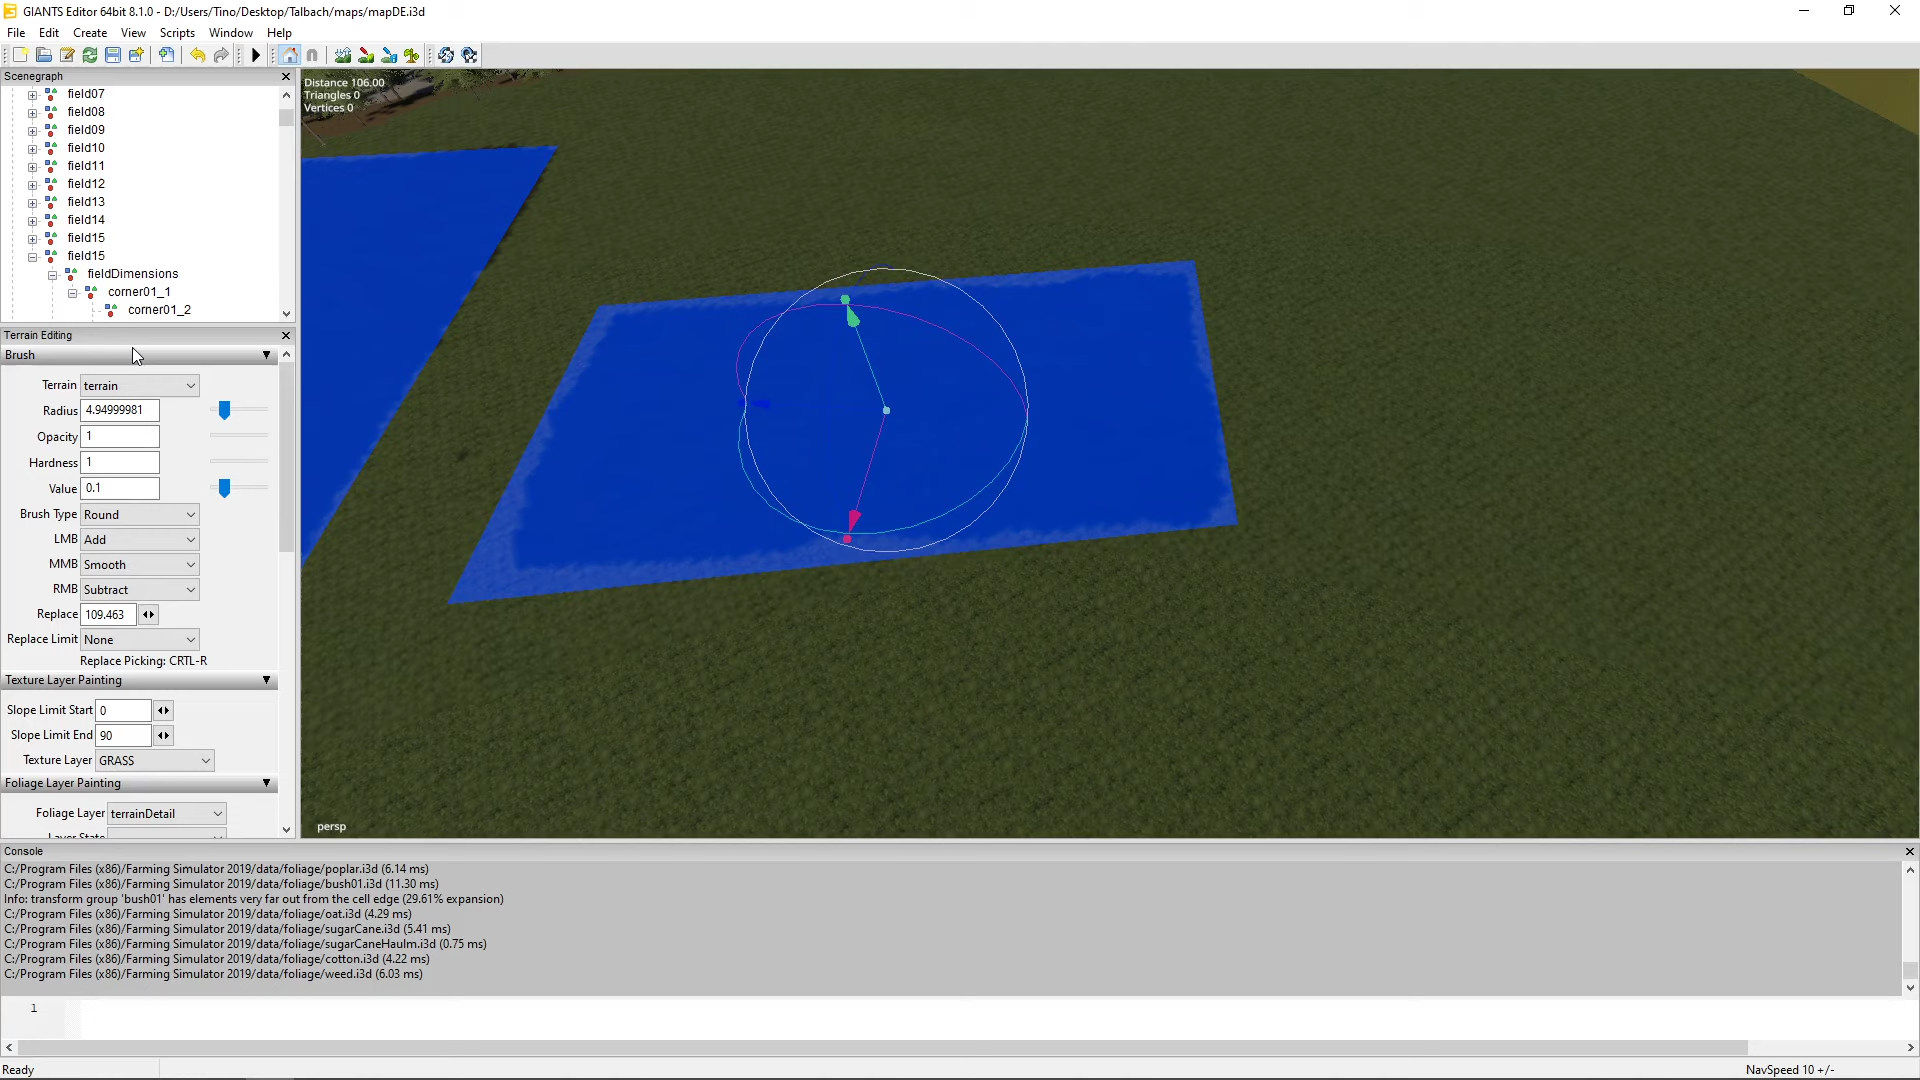 GIANTS Editor 64bit 8.1.0 - D:/Users/Tino/Desktop/Talbach/maps/mapDE.i3d
File Edit Create View Scripts Window Help
Scenegraph
field07
field08
field09
field10
field11
field12
field13
field14
field15
field15
fieldDimensions
corner01_1
corner01_2
Distance 106.00
Triangles 0
Vertices 0
persp
Terrain Editing
Brush
Terrain terrain
Radius 4.94999981
Opacity 1
Hardness 1
Value 0.1
Brush Type Round
LMB Add
MMB Smooth
RMB Subtract
Replace 109.463
Replace Limit None
Replace Picking: CRTL-R
Texture Layer Painting
Slope Limit Start 0
Slope Limit End 90
Texture Layer GRASS
Foliage Layer Painting
Foliage Layer terrainDetail
Layer State
Console
C:/Program Files (x86)/Farming Simulator 2019/data/foliage/poplar.i3d (6.14 ms)
C:/Program Files (x86)/Farming Simulator 2019/data/foliage/bush01.i3d (11.30 ms)
Info: transform group 'bush01' has elements very far out from the cell edge (29.61% expansion)
C:/Program Files (x86)/Farming Simulator 2019/data/foliage/oat.i3d (4.29 ms)
C:/Program Files (x86)/Farming Simulator 2019/data/foliage/sugarCane.i3d (5.41 ms)
C:/Program Files (x86)/Farming Simulator 2019/data/foliage/sugarCaneHaulm.i3d (0.75 ms)
C:/Program Files (x86)/Farming Simulator 2019/data/foliage/cotton.i3d (4.22 ms)
C:/Program Files (x86)/Farming Simulator 2019/data/foliage/weed.i3d (6.03 ms)
1
Ready
NavSpeed 10 +/-